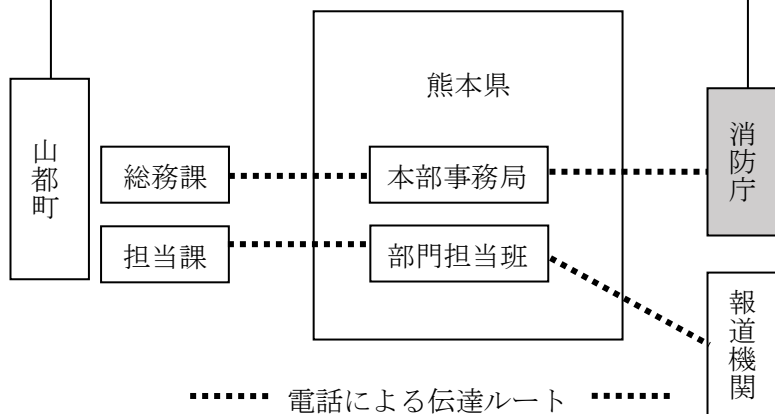 熊本県
山都町
総務課
本部事務局
消防庁
担当課
部門担当班
報道機関
電話による伝達ルート